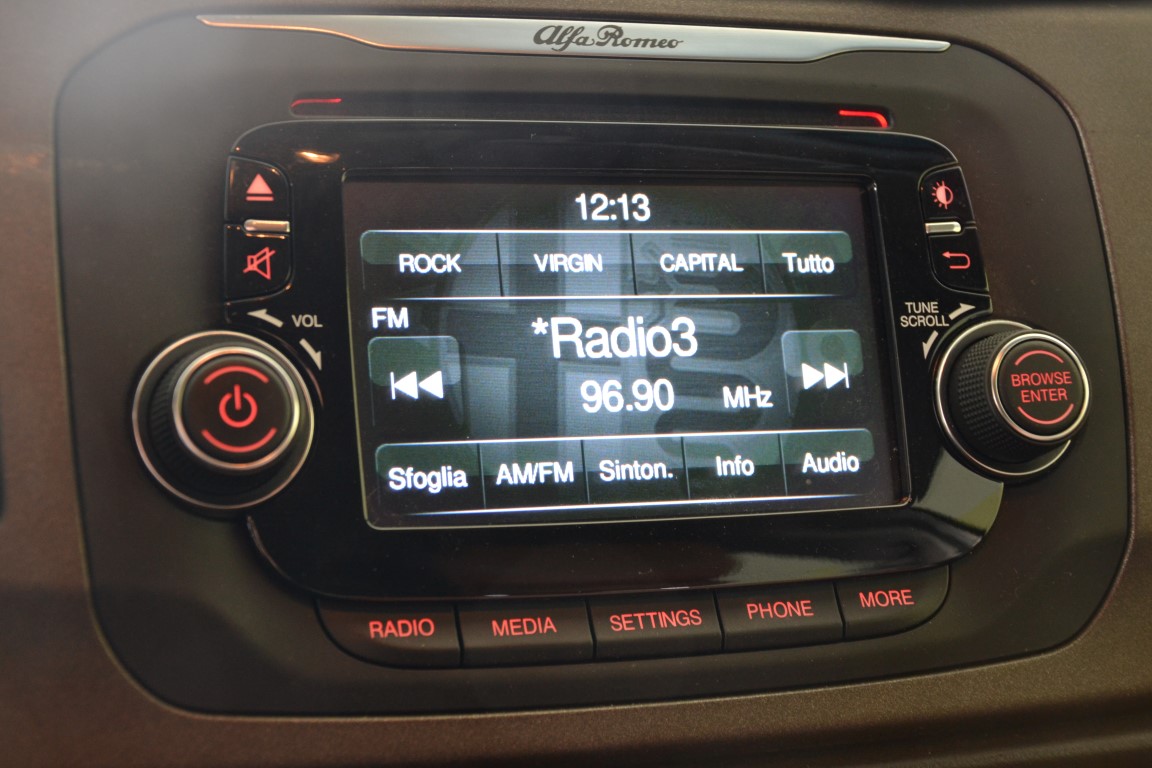 Alfa Romeo
12:13
ROCK VIRGIN CAPITAL Tutto
VOL
TUNE
SCROLL
FM
*Radio3
96.90 MHz
BROWSE
ENTER
Sfoglia AM/FM Sinton. Info Audio
RADIO MEDIA SETTINGS PHONE MORE